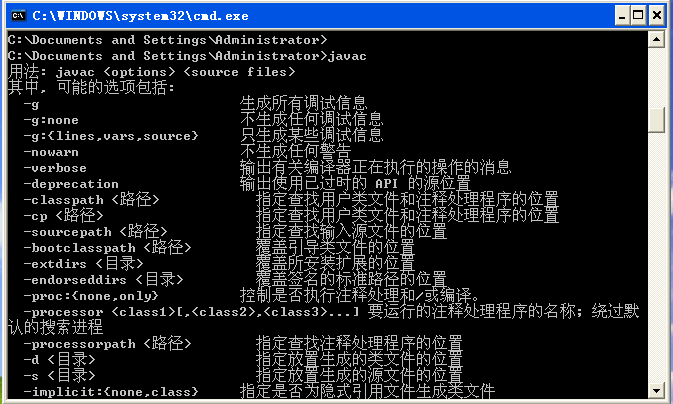 C:\WINDOWS\system32\cmd.exe
C:\Documents and Settings\Administrator>
C:\Documents and Settings\Administrator>javac
用法: javac <options> <source files>
其中, 可能的选项包括:
-g 生成所有调试信息
-g:none 不生成任何调试信息
-g:{lines,vars,source} 只生成某些调试信息
-nowarn 不生成任何警告
-verbose 输出有关编译器正在执行的操作的消息
-deprecation 输出使用已过时的 API 的源位置
-classpath <路径> 指定查找用户类文件和注释处理程序的位置
-cp <路径> 指定查找用户类文件和注释处理程序的位置
-sourcepath <路径> 指定查找输入源文件的位置
-bootclasspath <路径> 覆盖引导类文件的位置
-extdirs <目录> 覆盖所安装扩展的位置
-endorseddirs <目录> 覆盖签名的标准路径的位置
-proc:{none,only} 控制是否执行注释处理和/或编译。
-processor <class1>[,<class2>,<class3>...] 要运行的注释处理程序的名称; 绕过默
认的搜索进程
-processorpath <路径> 指定查找注释处理程序的位置
-d <目录> 指定放置生成的类文件的位置
-s <目录> 指定放置生成的源文件的位置
-implicit:{none,class} 指定是否为隐式引用文件生成类文件